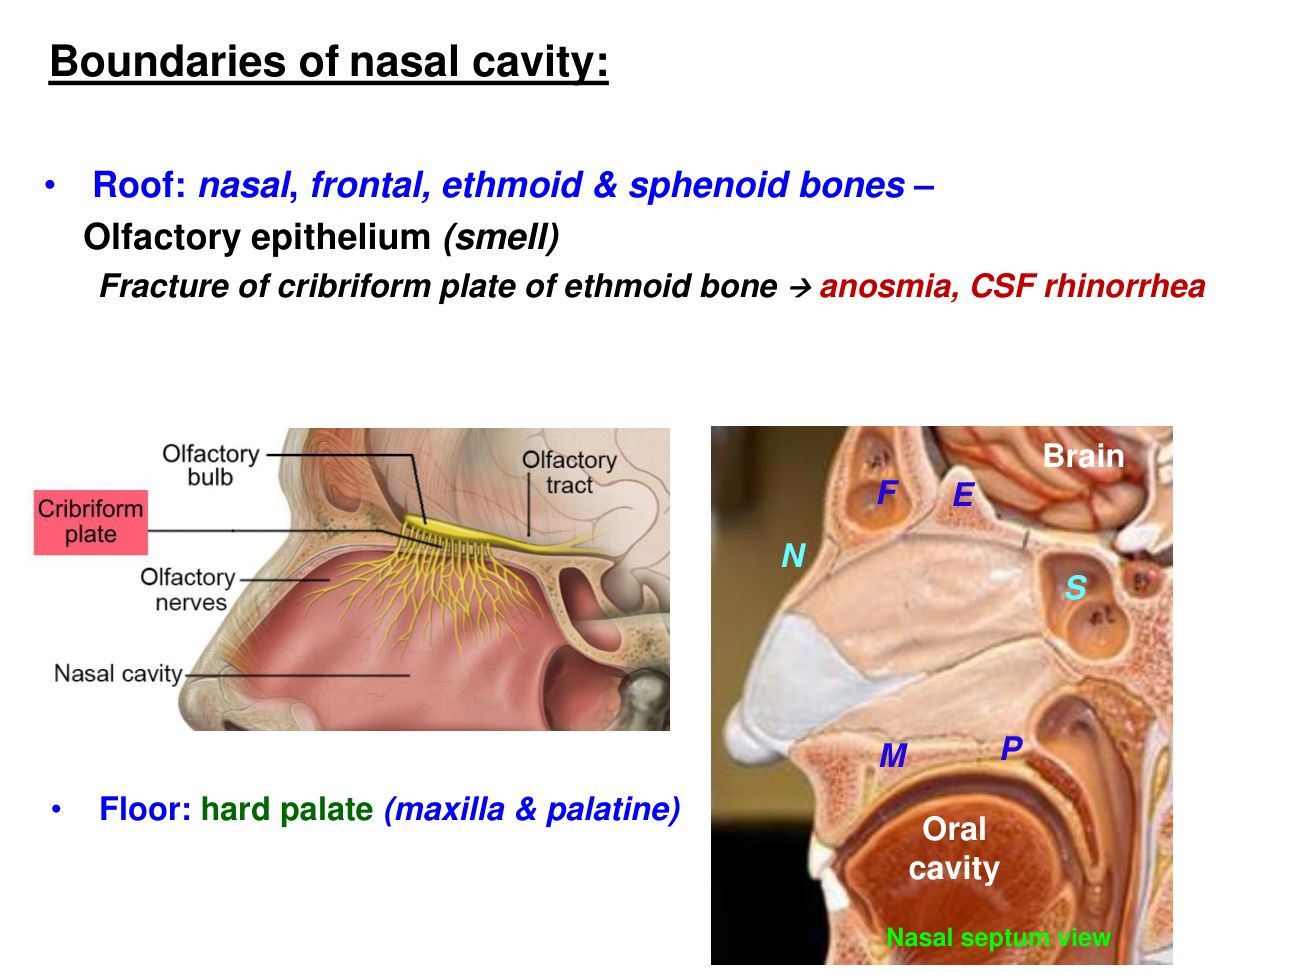 Boundaries of nasal cavity:
• Roof: nasal, frontal, ethmoid & sphenoid bones –
Olfactory epithelium (smell)
Fracture of cribriform plate of ethmoid bone → anosmia, CSF rhinorrhea
Olfactory
bulb
Olfactory
tract
Cribriform
plate
Olfactory
nerves
Nasal cavity
Brain
F
E
N
S
M
P
Oral
cavity
Nasal septum view
• Floor: hard palate (maxilla & palatine)